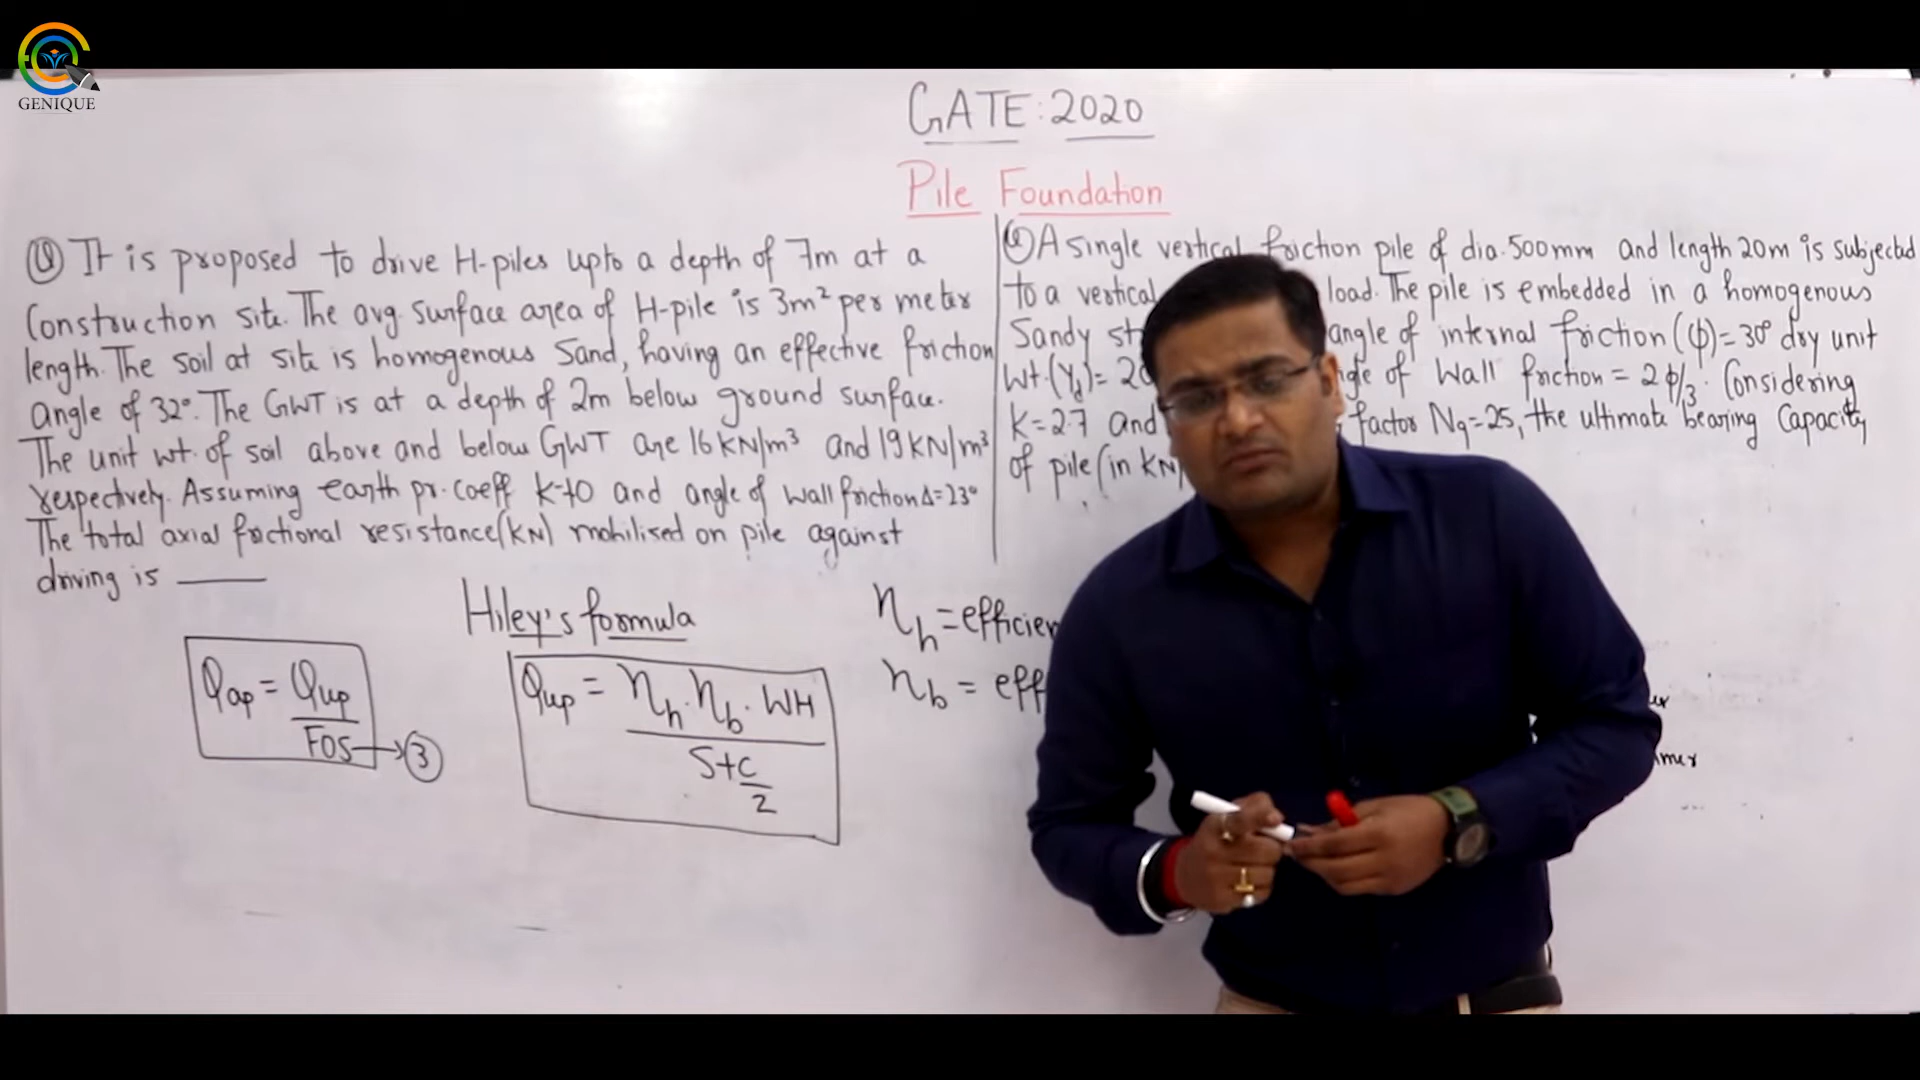 GENIQUE
GATE: 2020
Pile Foundation
Q It is proposed to drive H-piles upto a depth of 7m at a
Construction site. The avg. surface area of H-pile is 3m² per meter
length. The soil at site is homogenous Sand, having an effective friction
angle of 32°. The GWT is at a depth of 2m below ground surface.
The unit wt. of soil above and below GWT are 16 KN/m³ and 19 KN/m³
respectively. Assuming earth pr. coeff K=1.0 and angle of wall friction Δ=23°
The total axial frictional resistance(KN) mobilised on pile against
driving is ______
Q A single vertical friction pile of dia. 500mm and length 20m is subjected
to a vertical load. The pile is embedded in a homogenous
Sandy angle of internal friction (φ)=30° dry unit
Wt.(γd)= 20 of Wall friction = 2φ/3. Considering
K=2.7 and factor Nq=25, the ultimate bearing Capacity
of pile (in KN)
Hiley's formula
Qap = Qup/FOS → 3
Qup = ηh.ηb.WH/S+c/2
ηh = 
ηb =